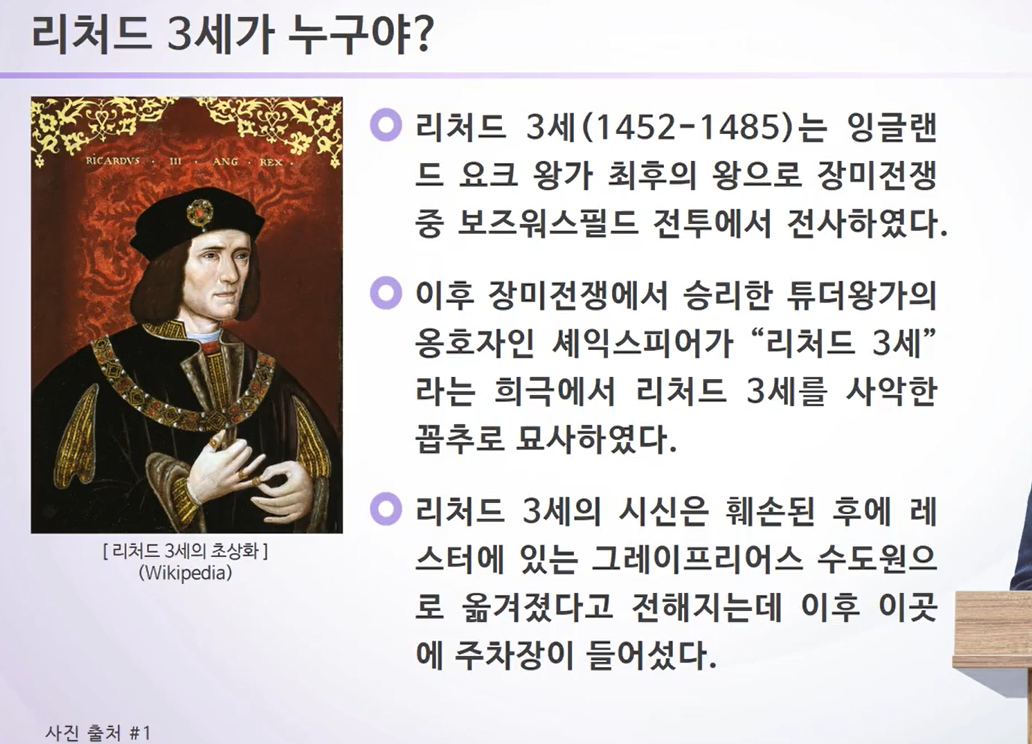 리처드 3세가 누구야?
RICARDVS · III · ANG · REX ·
[ 리처드 3세의 초상화 ]
(Wikipedia)
리처드 3세(1452-1485)는 잉글랜
드 요크 왕가 최후의 왕으로 장미전쟁
중 보즈워스필드 전투에서 전사하였다.
이후 장미전쟁에서 승리한 튜더왕가의
옹호자인 셰익스피어가 “리처드 3세”
라는 희극에서 리처드 3세를 사악한
꼽추로 묘사하였다.
리처드 3세의 시신은 훼손된 후에 레
스터에 있는 그레이프리어스 수도원으
로 옮겨졌다고 전해지는데 이후 이곳
에 주차장이 들어섰다.
사진 출처 #1